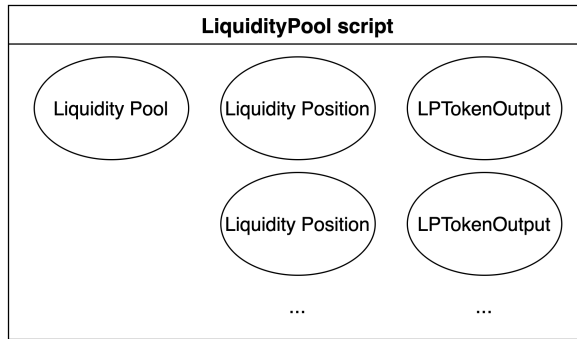 LiquidityPool script
Liquidity Pool
Liquidity Position
LPTokenOutput
Liquidity Position
LPTokenOutput
...
...